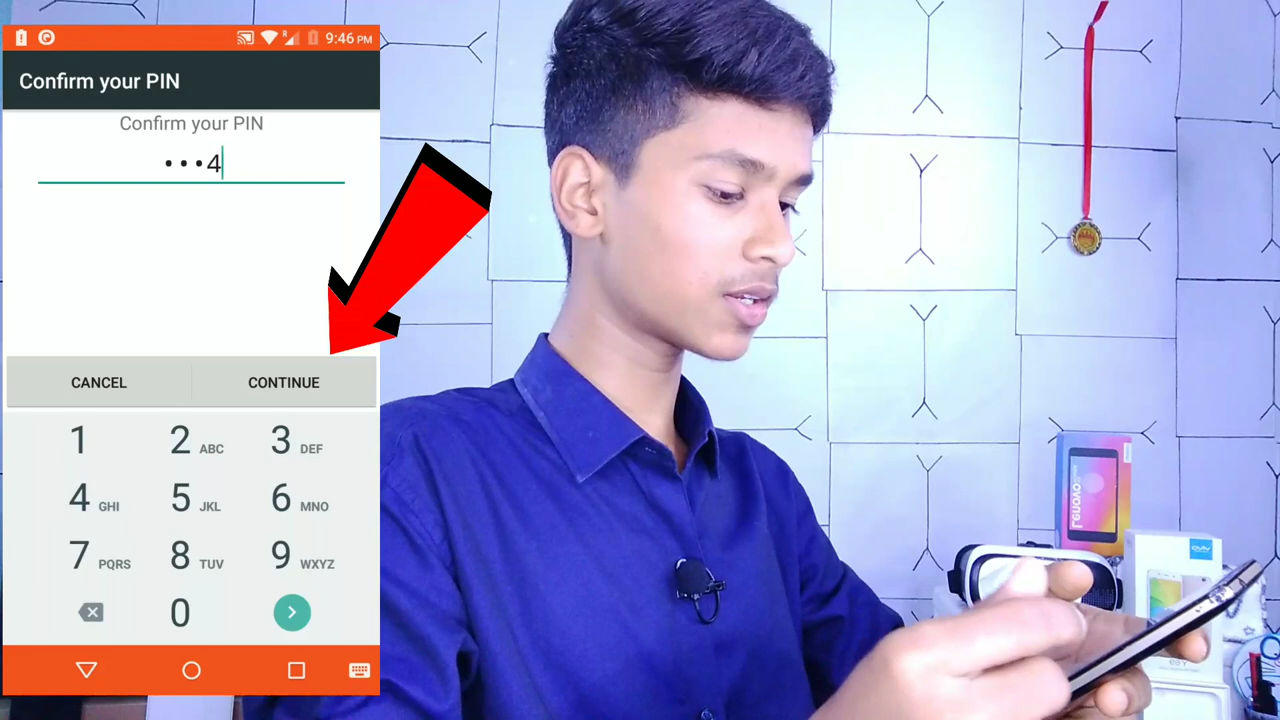 9:46 PM
Confirm your PIN
Confirm your PIN
•••4
CANCEL CONTINUE
1 2 ABC 3 DEF
4 GHI 5 JKL 6 MNO
7 PQRS 8 TUV 9 WXYZ
0
Lenovo